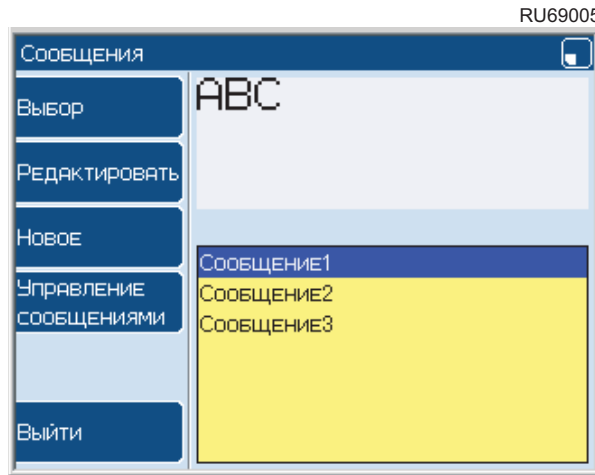 RU69005
Сообщения
Выбор
ABC
Редактировать
Новое
Сообщение1
Управление
сообщениями
Сообщение2
Сообщение3
Выйти